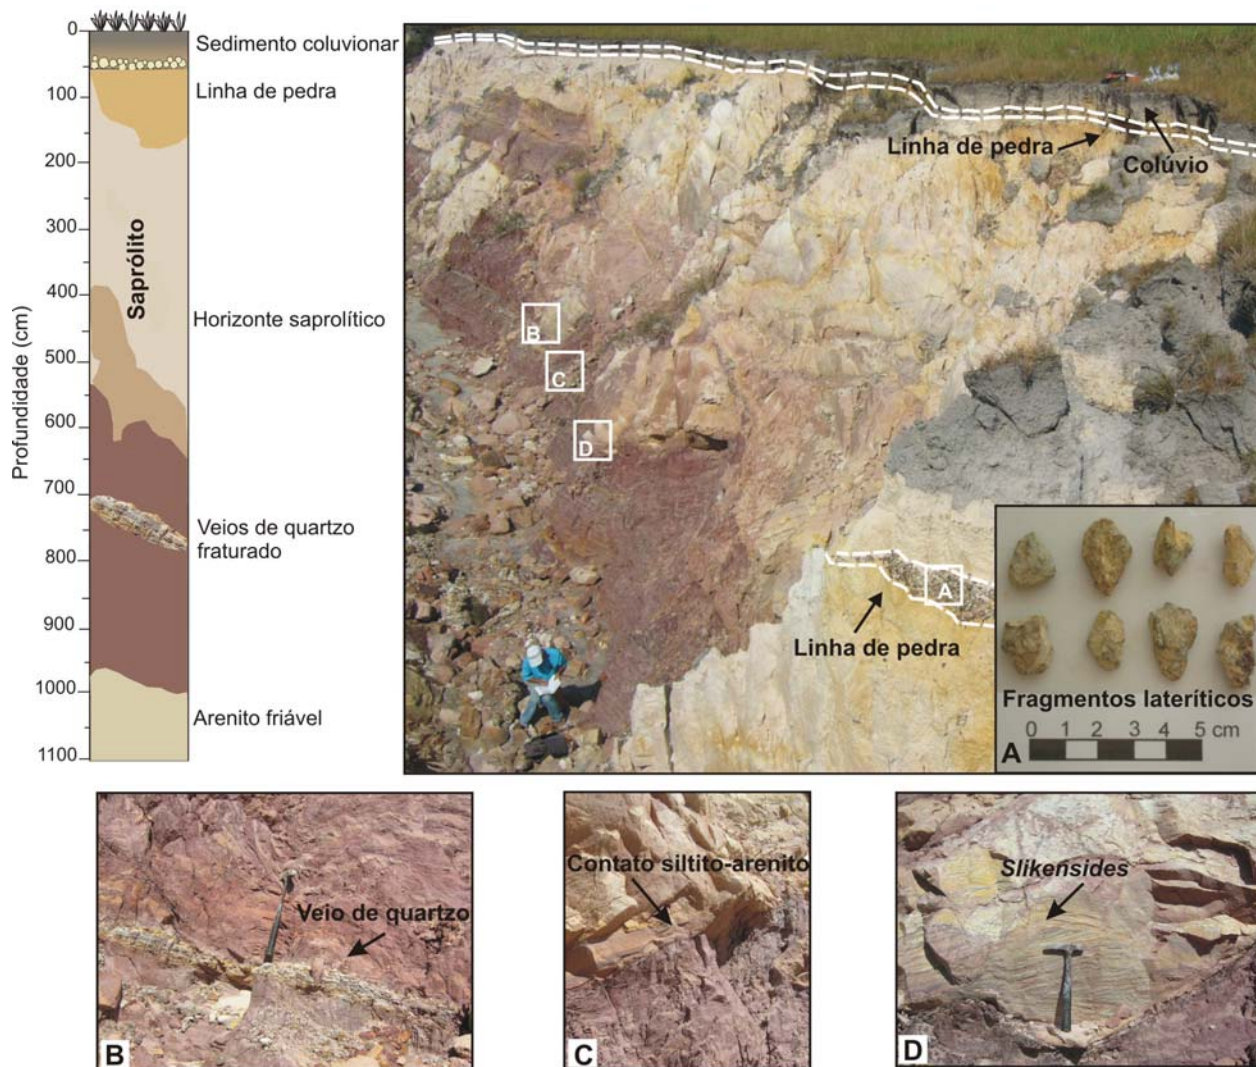 0
100
200
300
400
500
600
700
800
900
1000
1100
Profundidade (cm)
Saprólito
Sedimento coluvionar
Linha de pedra
Horizonte saprolítico
Veios de quartzo
fraturado
Arenito friável
Linha de pedra
Colúvio
B
C
D
A
Linha de pedra
Fragmentos lateríticos
0 1 2 3 4 5 cm
A
Veio de quartzo
B
Contato siltito-arenito
C
Slikensides
D